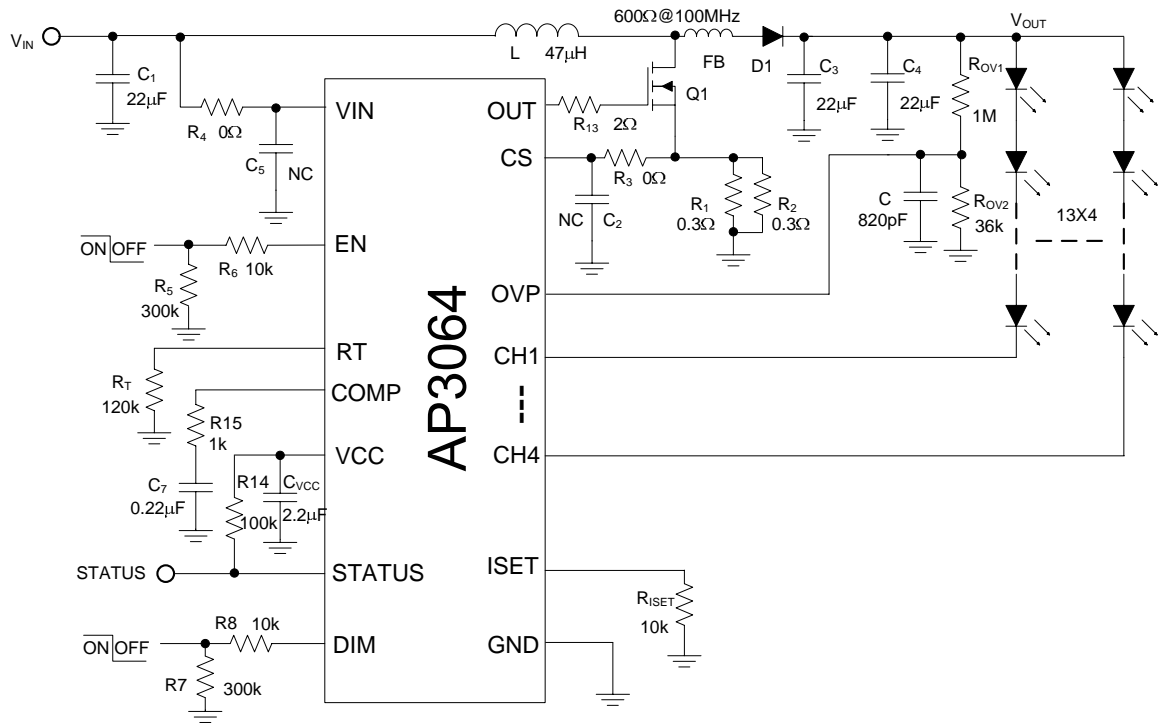 600Ω@100MHz
VIN
VOUT
L 47μH
FB
D1
C1
22μF
C3
22μF
C4
22μF
ROV1
1M
Q1
R4 0Ω
VIN
OUT
R13 2Ω
C5 NC
CS
R3 0Ω
NC C2
R1
0.3Ω
R2
0.3Ω
C
820pF
ROV2
36k
13X4
ON OFF
R6 10k
EN
R5
300k
OVP
RT
CH1
RT
120k
COMP
R15
1k
AP3064
VCC
CH4
C7
0.22μF
R14
100k
CVCC
2.2μF
STATUS
STATUS
ISET
RISET
10k
ON OFF
R8 10k
DIM
GND
R7 300k